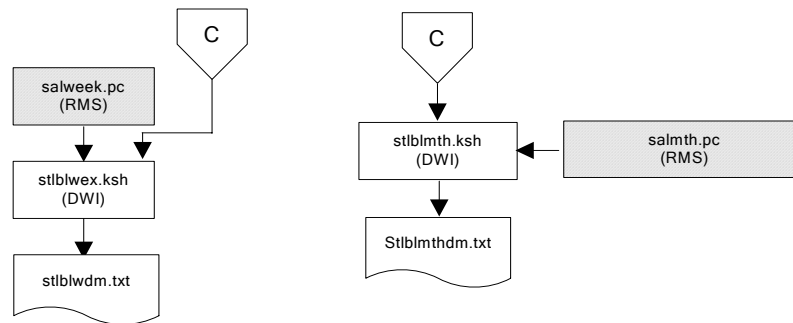 C
salweek.pc
(RMS)
stlblwex.ksh
(DWI)
stlblwdm.txt
C
stlblmth.ksh
(DWI)
salmth.pc
(RMS)
Stlblmthdm.txt